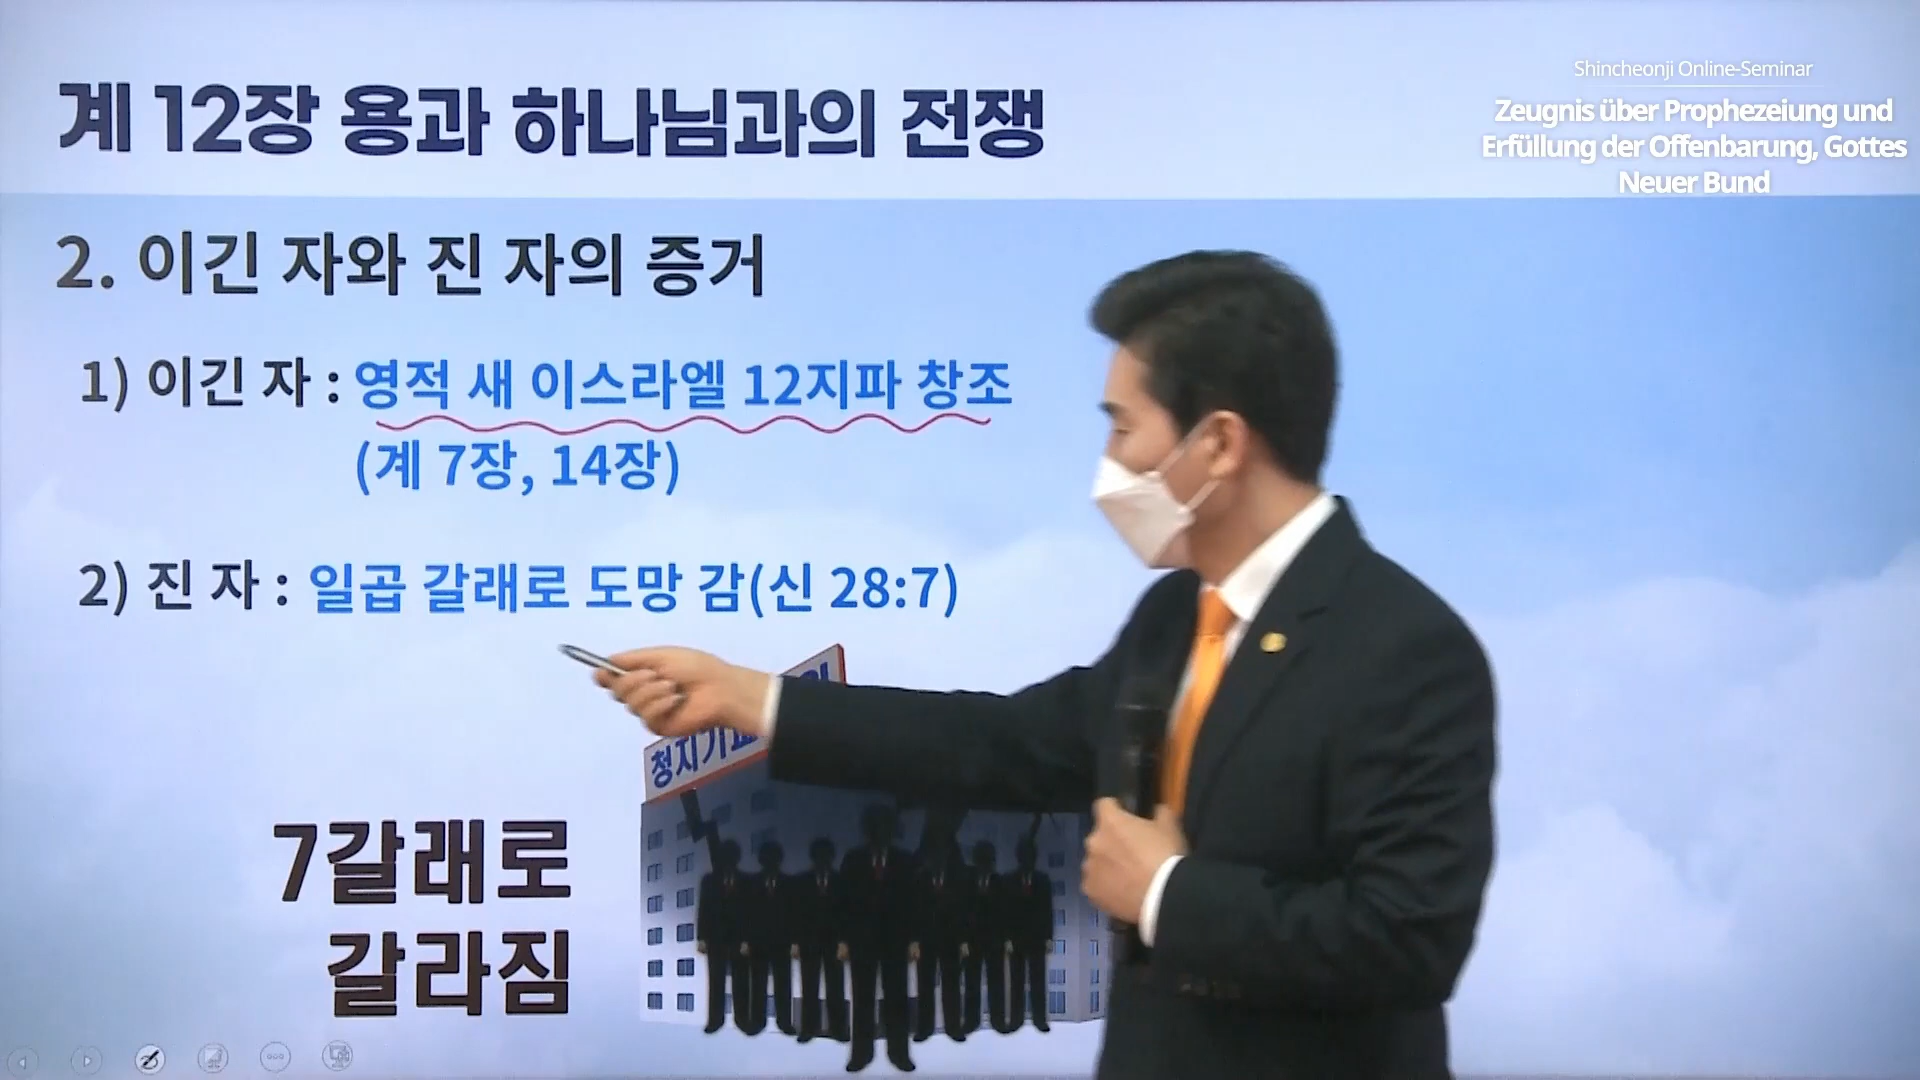 계 12장 용과 하나님과의 전쟁
Shincheonji Online-Seminar
Zeugnis über Prophezeiung und
Erfüllung der Offenbarung, Gottes
Neuer Bund
2. 이긴 자와 진 자의 증거
1) 이긴 자 : 영적 새 이스라엘 12지파 창조
(계 7장, 14장)
2) 진 자 : 일곱 갈래로 도망 감(신 28:7)
청지기교
7갈래로
갈라짐